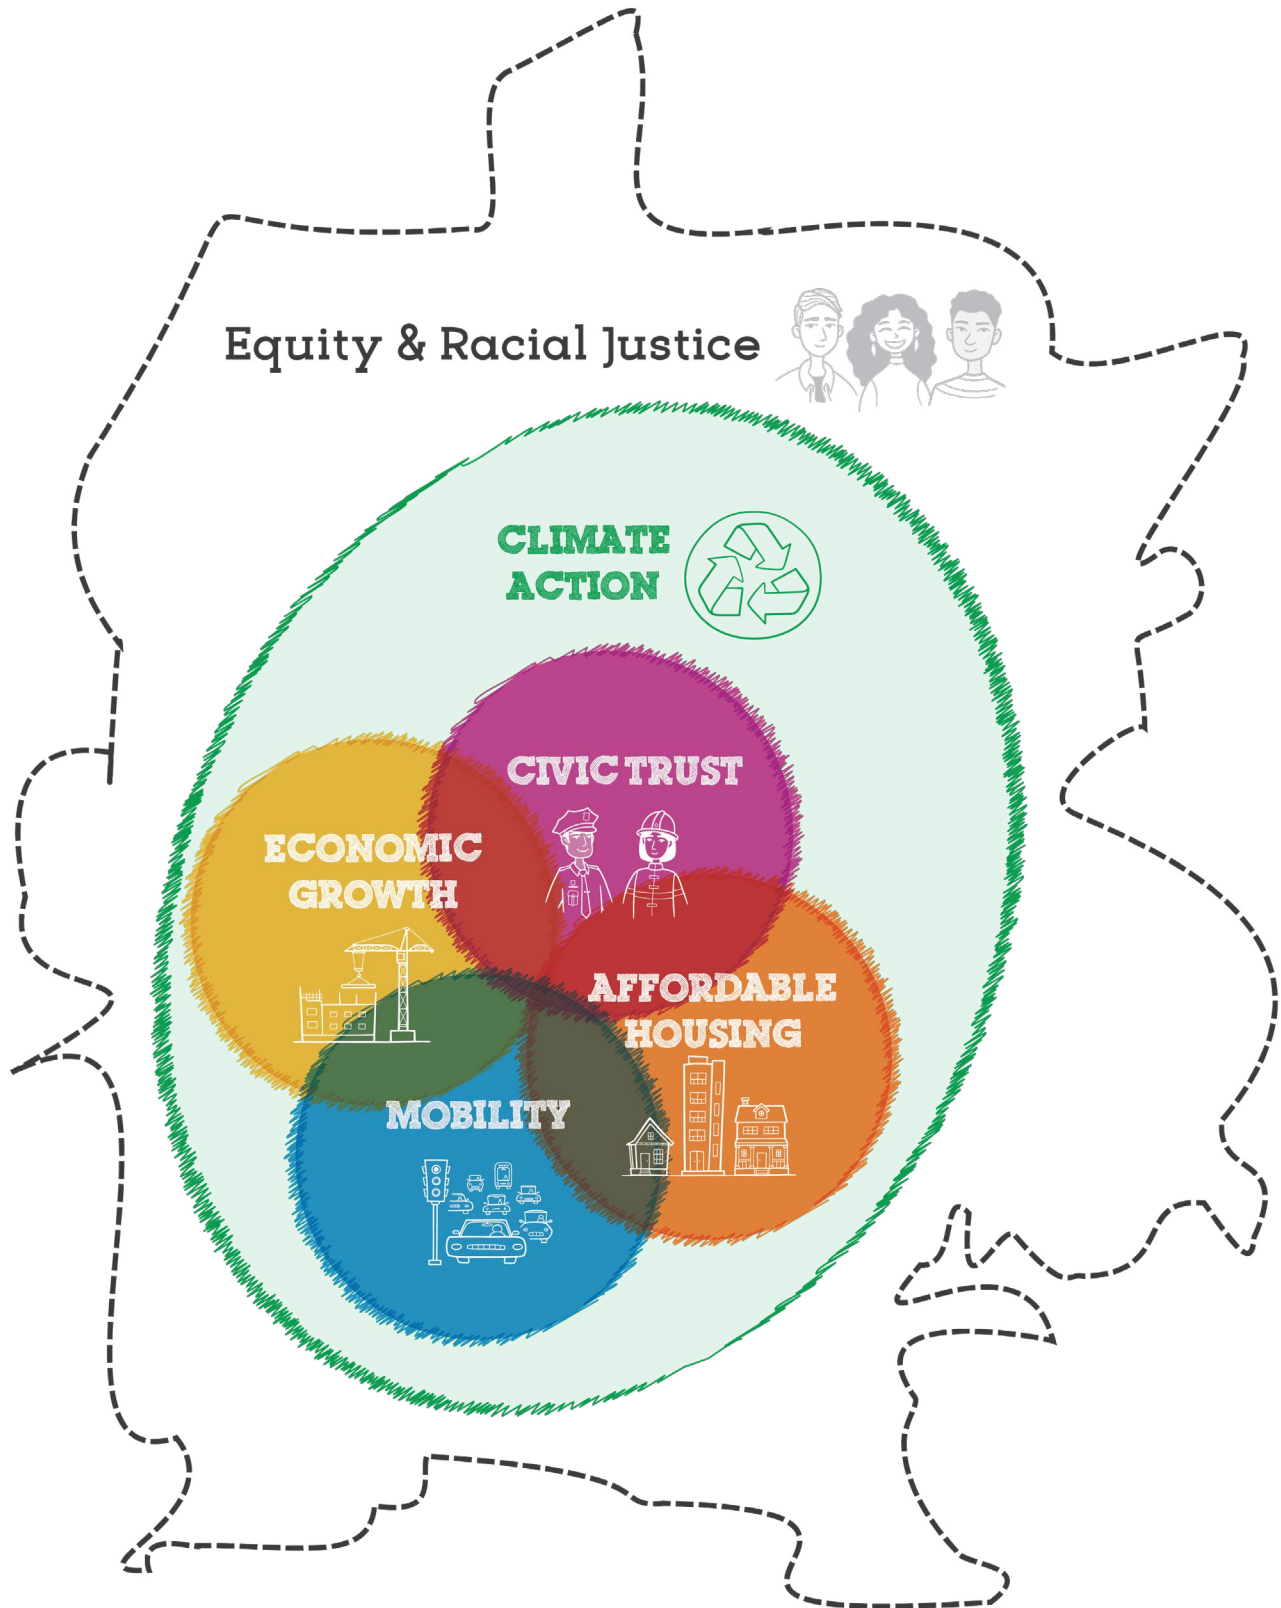 Equity & Racial Justice
CLIMATE
ACTION
CIVIC TRUST
ECONOMIC
GROWTH
AFFORDABLE
HOUSING
MOBILITY